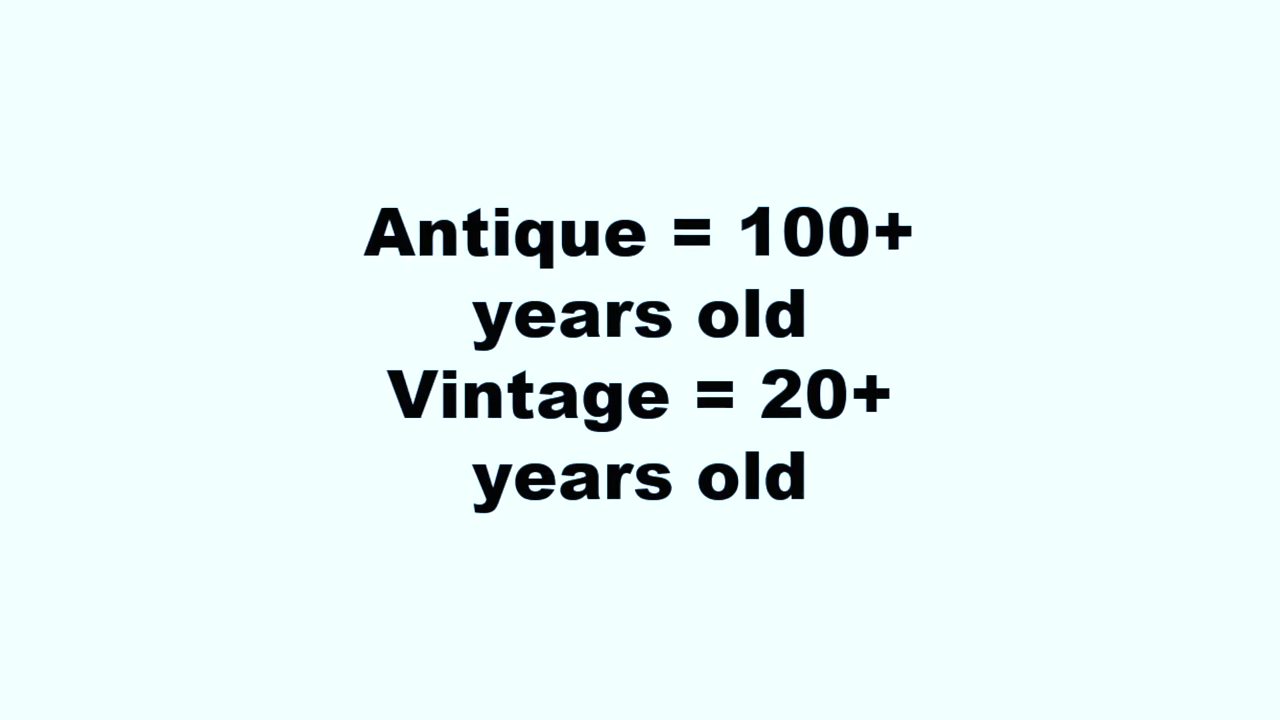 Antique = 100+
years old
Vintage = 20+
years old